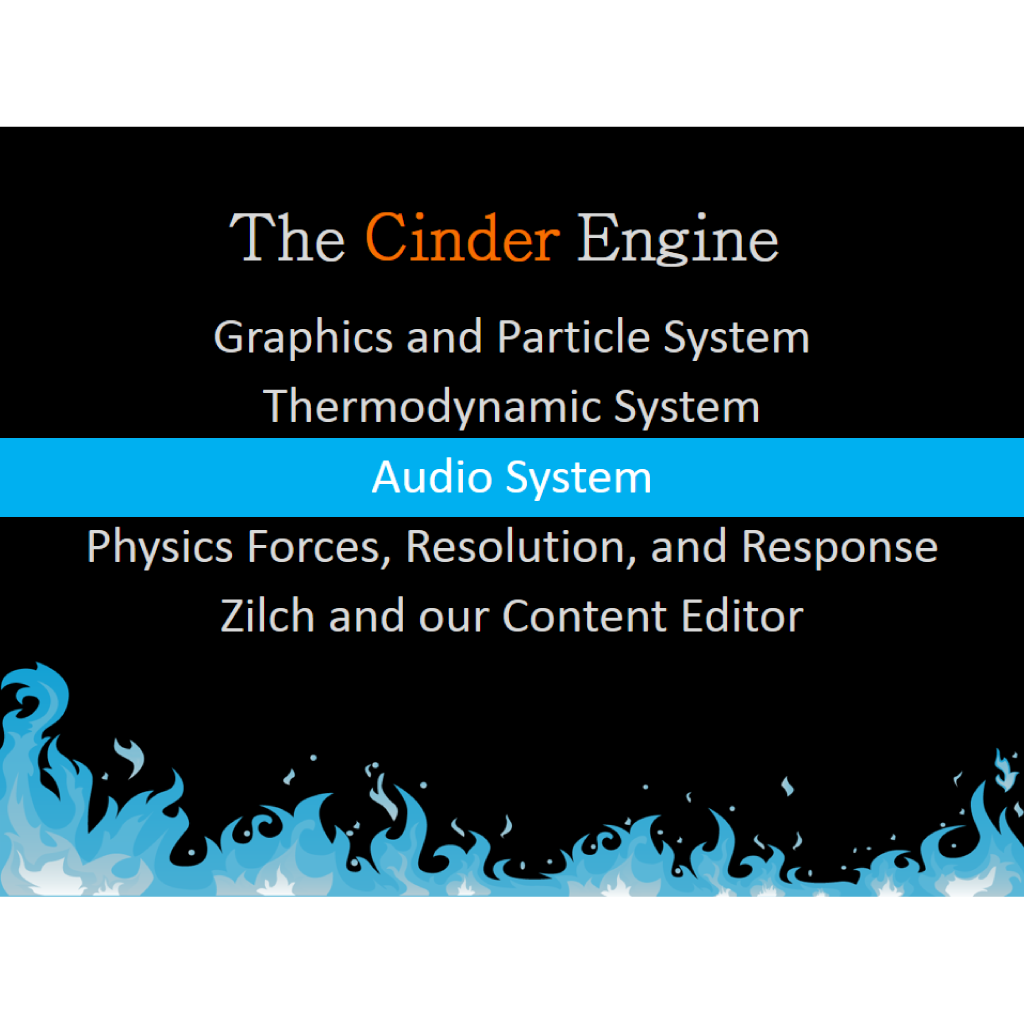 The Cinder Engine
Graphics and Particle System
Thermodynamic System
Audio System
Physics Forces, Resolution, and Response
Zilch and our Content Editor